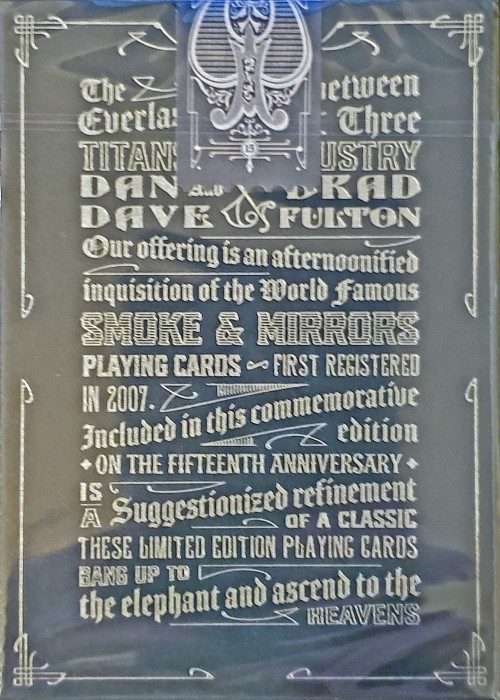 The between
Everlas Three
TITANS USTRY
DAN AND BRAD
DAVE & FULTON
Our offering is an afternoonified
inquisition of the World Famous
SMOKE & MIRRORS
PLAYING CARDS ∞ FIRST REGISTERED
IN 2007.
Included in this commemorative
edition
ON THE FIFTEENTH ANNIVERSARY
IS
A Suggestionized refinement
OF A CLASSIC
THESE LIMITED EDITION PLAYING CARDS
BANG UP TO
the elephant and ascend to the
HEAVENS